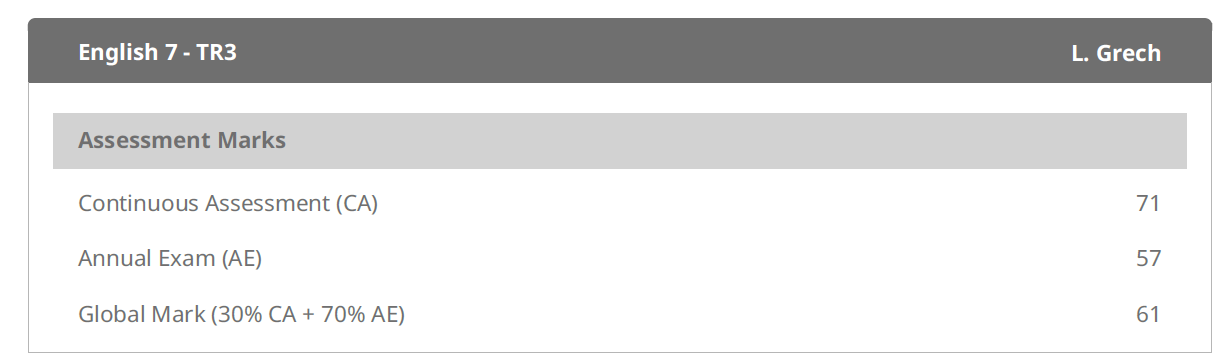 English 7 - TR3 L. Grech
Assessment Marks
Continuous Assessment (CA) 71
Annual Exam (AE) 57
Global Mark (30% CA + 70% AE) 61